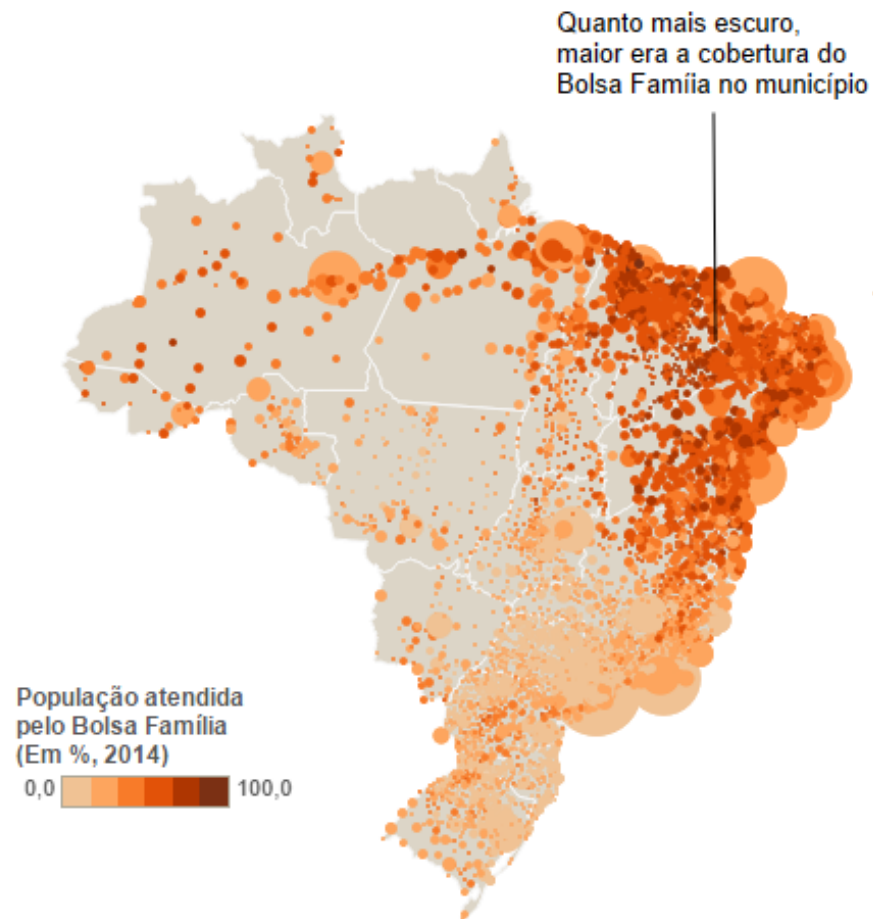 Quanto mais escuro,
maior era a cobertura do
Bolsa Famíia no município
População atendida
pelo Bolsa Família
(Em %, 2014)
0,0 100,0